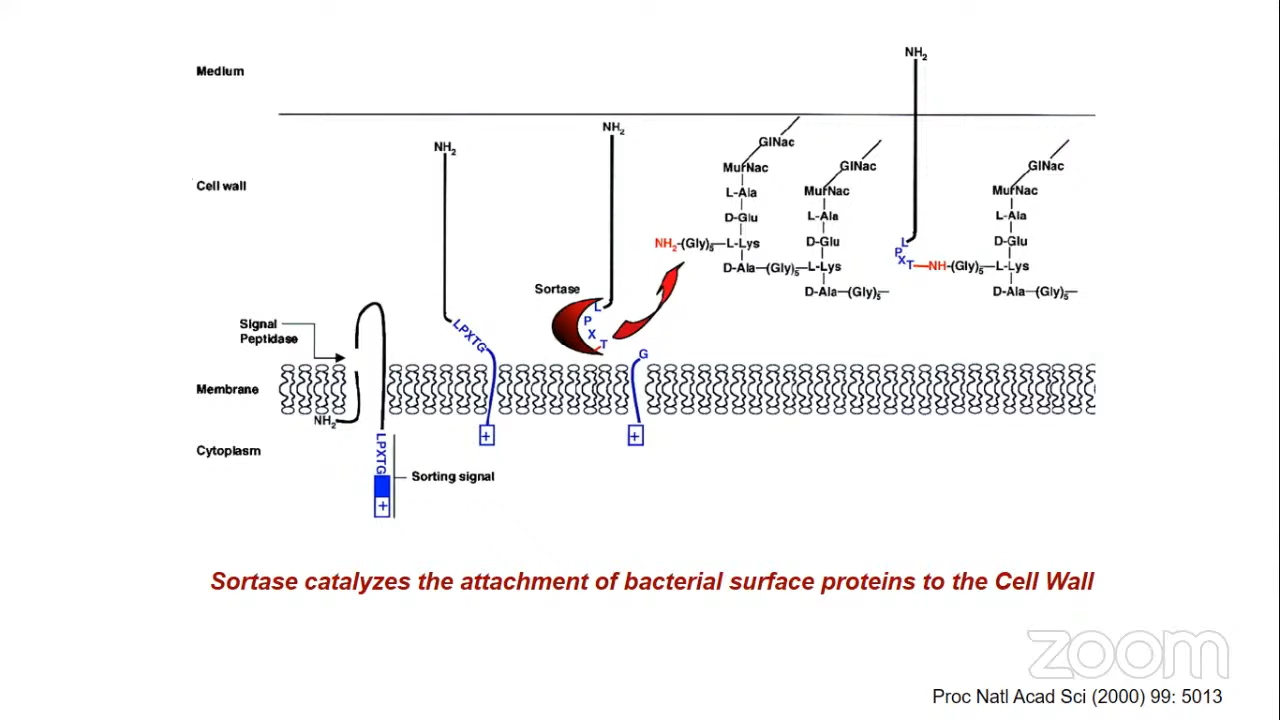 Medium
NH2
NH2
NH2
GlNac
MurNac
L-Ala
D-Glu
NH2-(Gly)5-L-Lys
D-Ala-(Gly)5-L-Lys
GlNac
MurNac
L-Ala
D-Glu
D-Ala-(Gly)5-
GlNac
MurNac
L-Ala
D-Glu
LPXT-NH-(Gly)5-L-Lys
D-Ala-(Gly)5-
Cell wall
Sortase
LPXT
LPXTG
G
Signal
Peptidase
Membrane
NH2
+
+
Cytoplasm
LPXTG
+
Sorting signal
Sortase catalyzes the attachment of bacterial surface proteins to the Cell Wall
zoom
Proc Natl Acad Sci (2000) 99: 5013